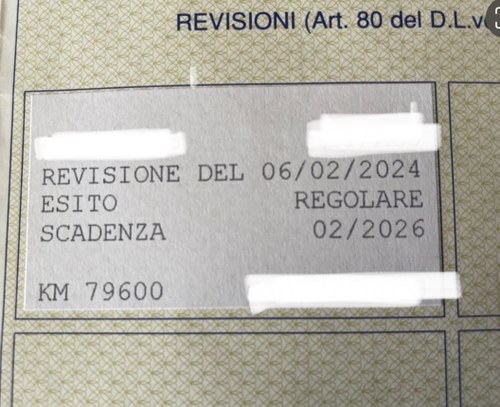 REVISIONI (Art. 80 del D.L.v
REVISIONE DEL 06/02/2024
ESITO REGOLARE
SCADENZA 02/2026
KM 79600